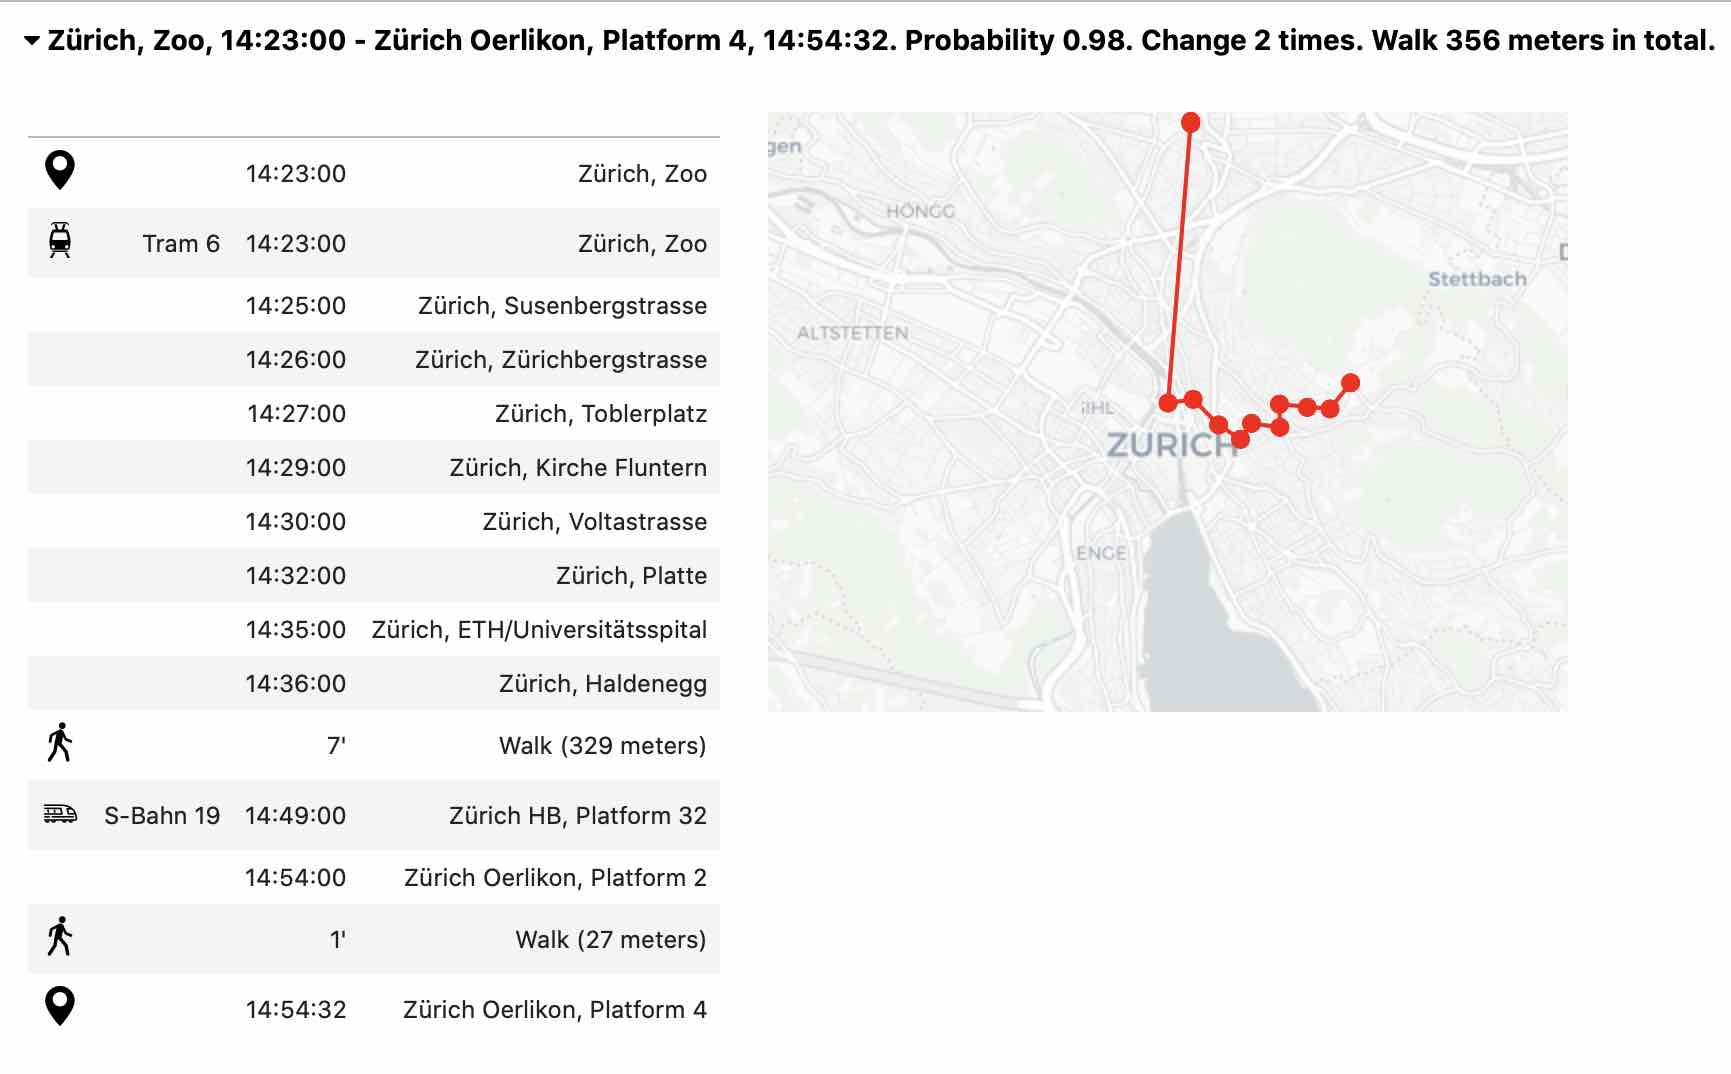 Zürich, Zoo, 14:23:00 - Zürich Oerlikon, Platform 4, 14:54:32. Probability 0.98. Change 2 times. Walk 356 meters in total.
14:23:00 Zürich, Zoo
Tram 6 14:23:00 Zürich, Zoo
14:25:00 Zürich, Susenbergstrasse
14:26:00 Zürich, Zürichbergstrasse
14:27:00 Zürich, Toblerplatz
14:29:00 Zürich, Kirche Fluntern
14:30:00 Zürich, Voltastrasse
14:32:00 Zürich, Platte
14:35:00 Zürich, ETH/Universitätsspital
14:36:00 Zürich, Haldenegg
7' Walk (329 meters)
S-Bahn 19 14:49:00 Zürich HB, Platform 32
14:54:00 Zürich Oerlikon, Platform 2
1' Walk (27 meters)
14:54:32 Zürich Oerlikon, Platform 4
gen
HÖNGG
Stettbach
ALTSTETTEN
ZURICH
ENGE